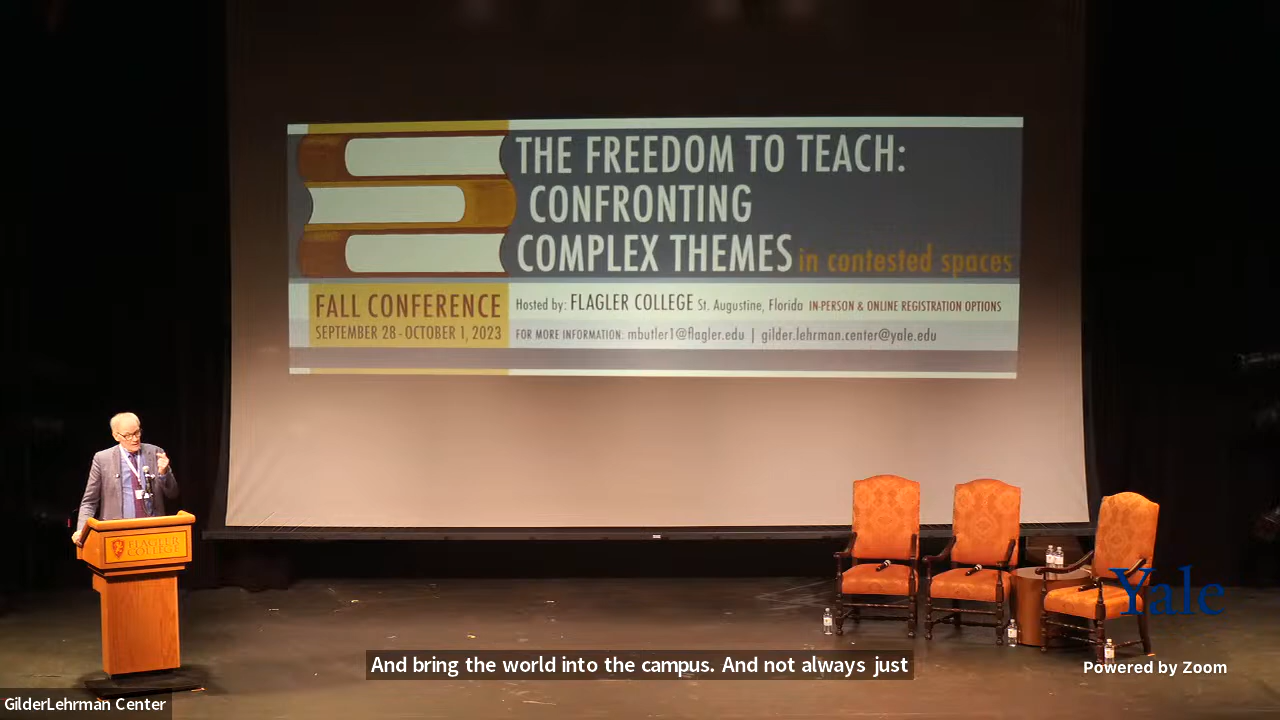 THE FREEDOM TO TEACH:
CONFRONTING
COMPLEX THEMES in contested spaces
FALL CONFERENCE
SEPTEMBER 28 - OCTOBER 1, 2023
Hosted by: FLAGLER COLLEGE St. Augustine, Florida IN-PERSON & ONLINE REGISTRATION OPTIONS
FOR MORE INFORMATION: mbutler1@flagler.edu | gilder.lehrman.center@yale.edu
FLAGLER
COLLEGE
Yale
And bring the world into the campus. And not always just
Powered by Zoom
GilderLehrman Center